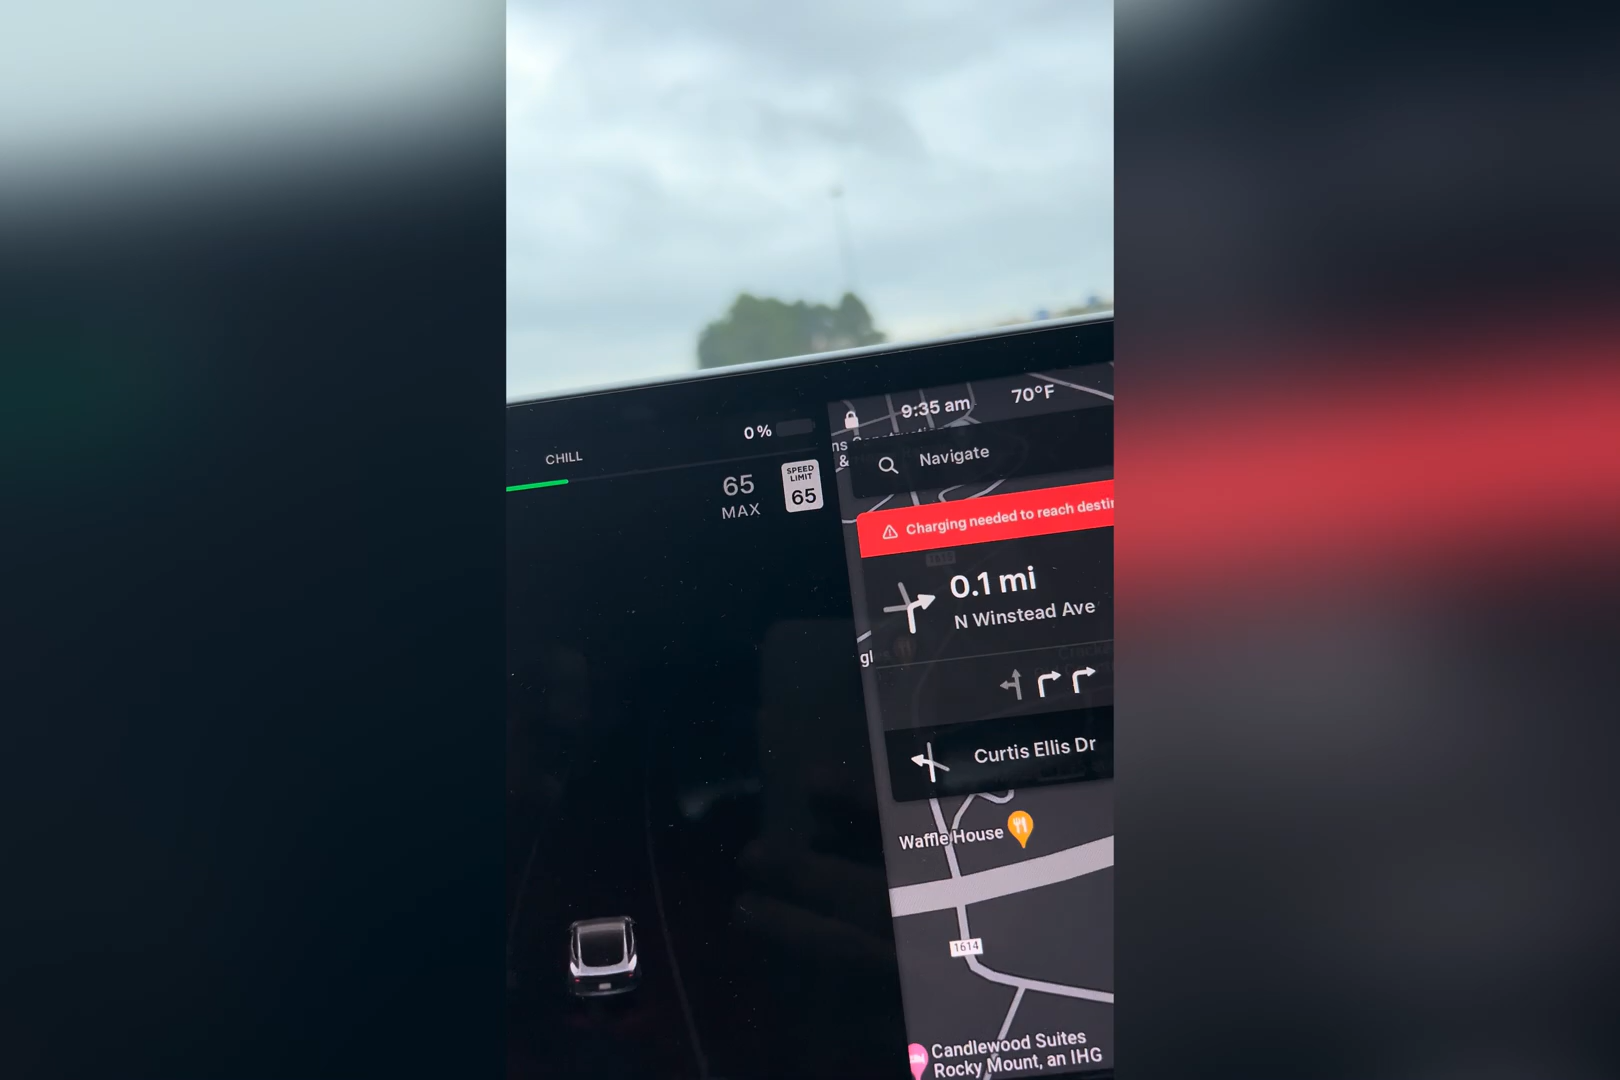 9:35 am
70°F
0%
CHILL
Navigate
65
MAX
SPEED
LIMIT
65
Charging needed to reach
0.1 mi
N Winstead Ave
Curtis Ellis Dr
Waffle House
1614
Candlewood Suites
Rocky Mount, an IHG